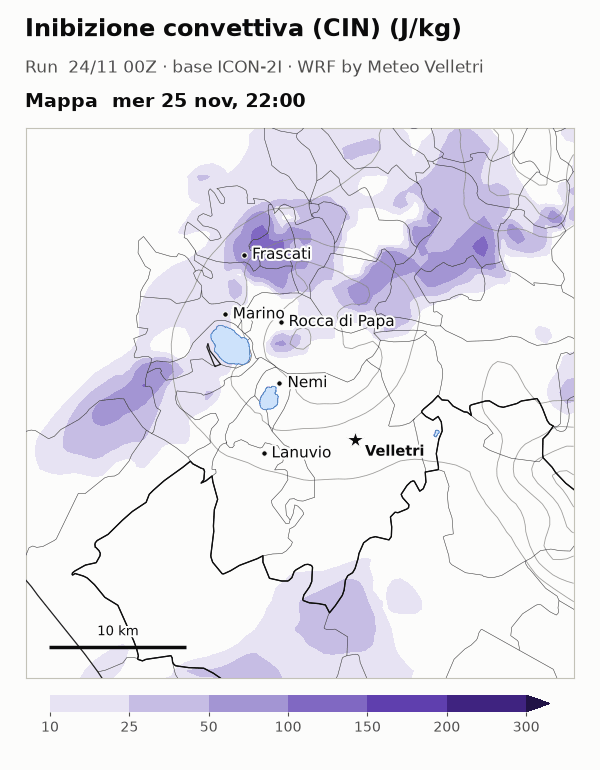 Inibizione convettiva (CIN) (J/kg)
Run  24/11 00Z · base ICON-2I · WRF by Meteo Velletri
Mappa  mer 25 nov, 22:00
Frascati
Marino
Rocca di Papa
Nemi
Velletri
Lanuvio
10 km
10 25 50 100 150 200 300